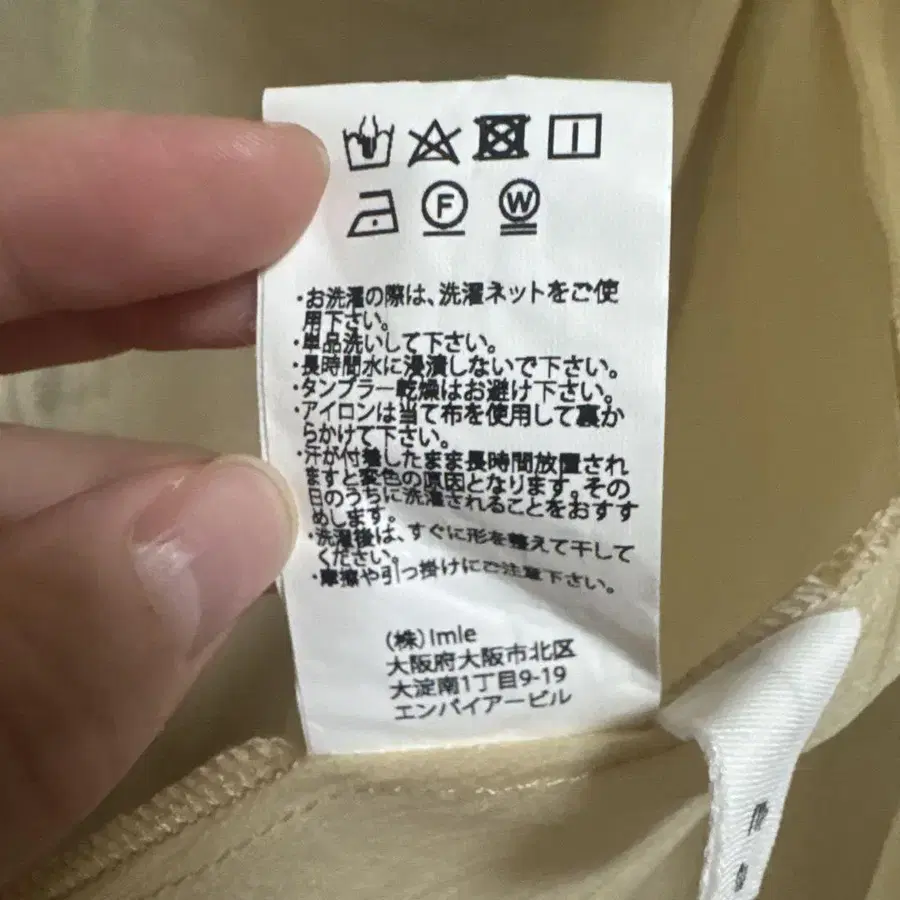 F W
・お洗濯の際は、洗濯ネットをご使
用下さい。
・単品洗いして下さい。
・長時間水に浸漬しないで下さい。
・タンブラー乾燥はお避け下さい。
・アイロンは当て布を使用して裏か
らかけて下さい。
・汗が付着したまま長時間放置され
ますと変色の原因となります。その
日のうちに洗濯されることをおすす
めします。
・洗濯後は、すぐに形を整えて干して
ください。
・摩擦や引っ掛けにご注意下さい。
(株)Imle
大阪府大阪市北区
大淀南1丁目9-19
エンパイアービル